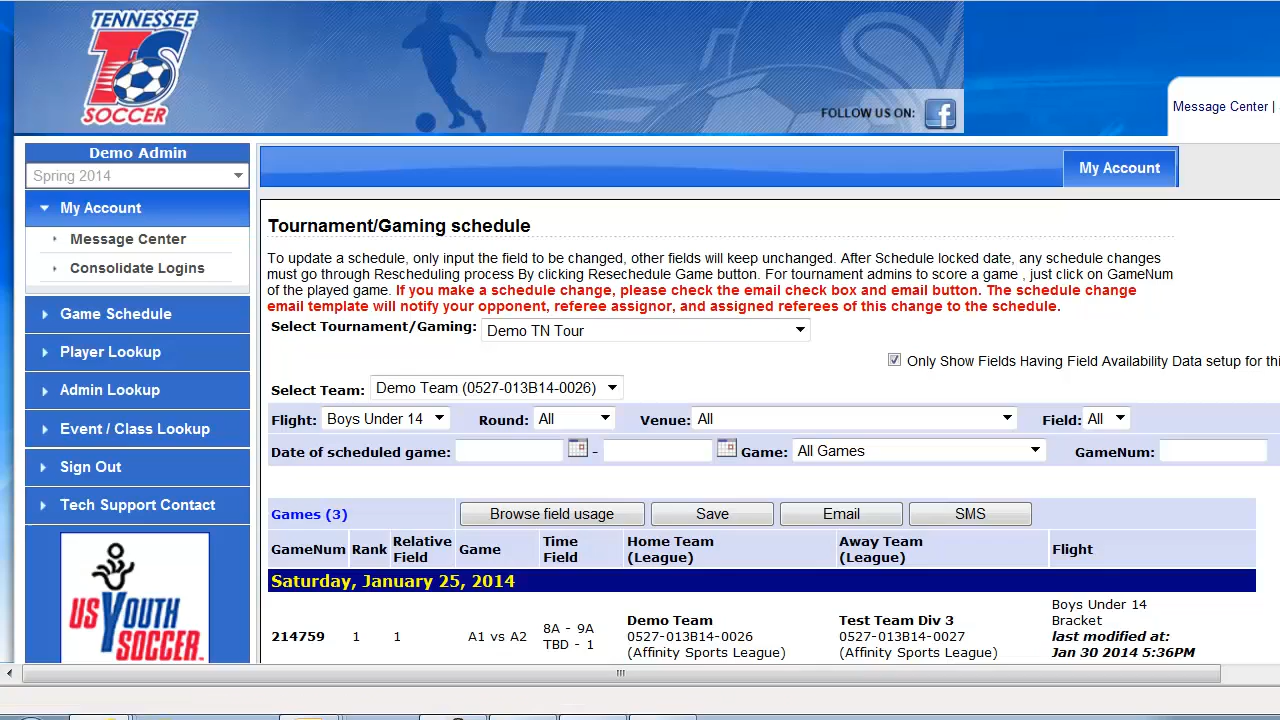 TENNESSEE
TS
SOCCER
FOLLOW US ON:
f
Message Center |
Demo Admin
Spring 2014
My Account
Message Center
Consolidate Logins
Game Schedule
Player Lookup
Admin Lookup
Event / Class Lookup
Sign Out
Tech Support Contact
US YOUTH
SOCCER
My Account
Tournament/Gaming schedule
To update a schedule, only input the field to be changed, other fields will keep unchanged. After Schedule locked date, any schedule changes
must go through Rescheduling process By clicking Resechedule Game button. For tournament admins to score a game , just click on GameNum
of the played game. If you make a schedule change, please check the email check box and email button. The schedule change
email template will notify your opponent, referee assignor, and assigned referees of this change to the schedule.
Select Tournament/Gaming: Demo TN Tour
Only Show Fields Having Field Availability Data setup for thi
Select Team: Demo Team (0527-013B14-0026)
Flight: Boys Under 14 Round: All Venue: All Field: All
Date of scheduled game: - Game: All Games GameNum:
Games (3) Browse field usage Save Email SMS
GameNum Rank Relative Field Game Time Field Home Team (League) Away Team (League) Flight
Saturday, January 25, 2014
214759 1 1 A1 vs A2
8A - 9A
TBD - 1
Demo Team
0527-013B14-0026
(Affinity Sports League)
Test Team Div 3
0527-013B14-0027
(Affinity Sports League)
Boys Under 14
Bracket
last modified at:
Jan 30 2014 5:36PM